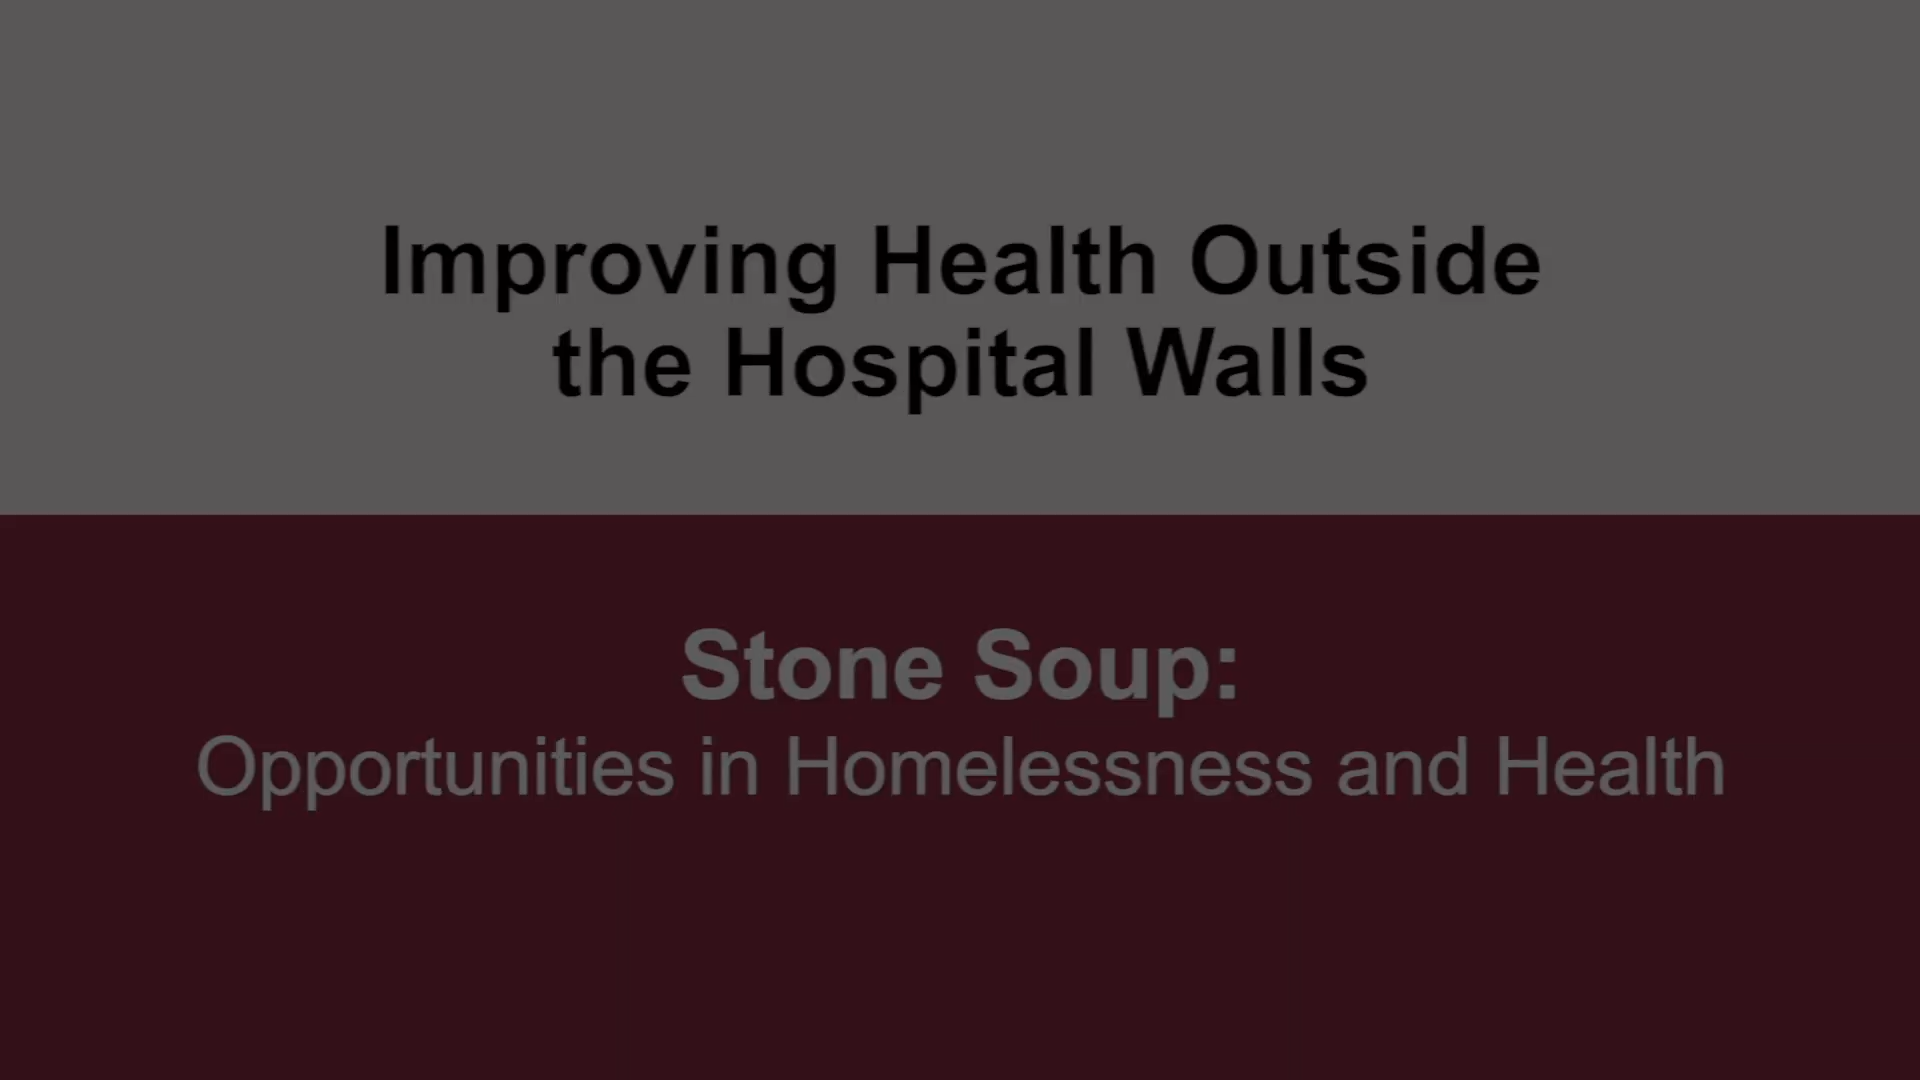 Improving Health Outside
the Hospital Walls
Stone Soup:
Opportunities in Homelessness and Health